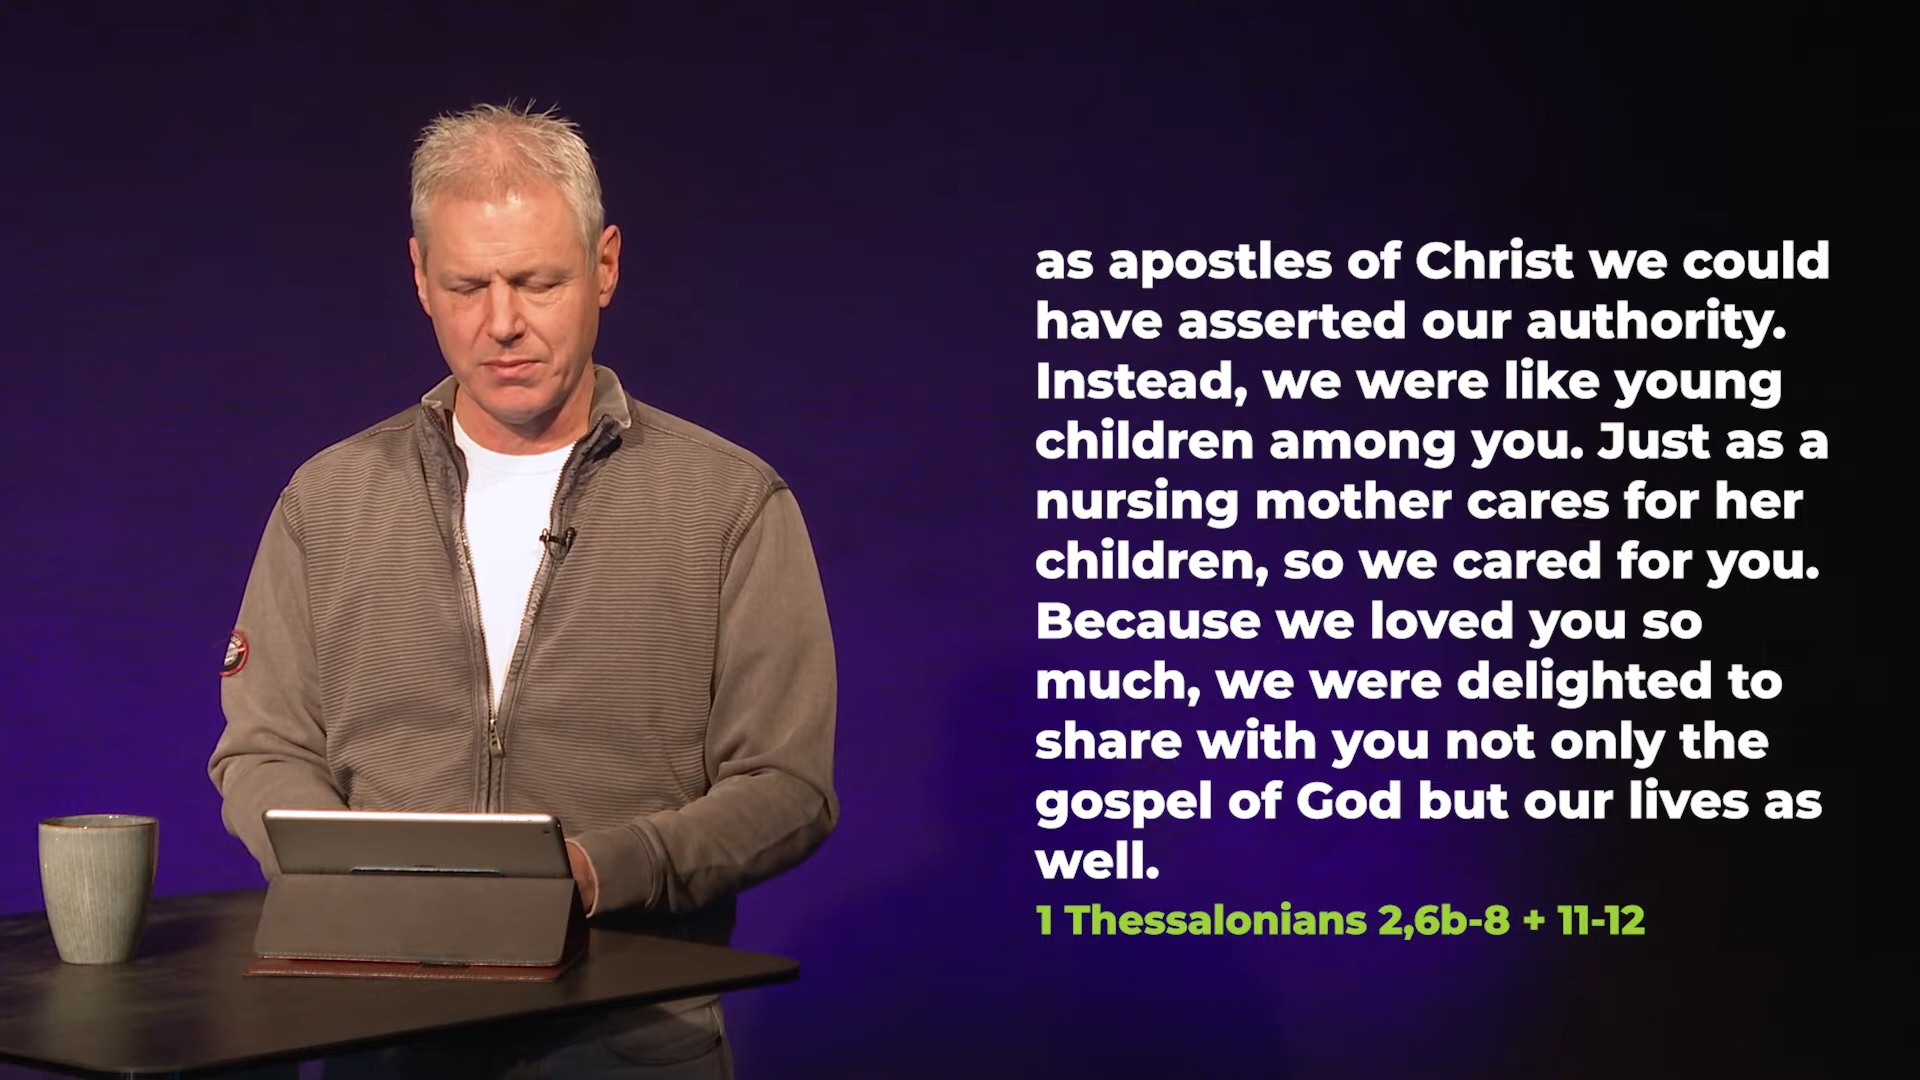 as apostles of Christ we could
have asserted our authority.
Instead, we were like young
children among you. Just as a
nursing mother cares for her
children, so we cared for you.
Because we loved you so
much, we were delighted to
share with you not only the
gospel of God but our lives as
well.
1 Thessalonians 2,6b-8 + 11-12